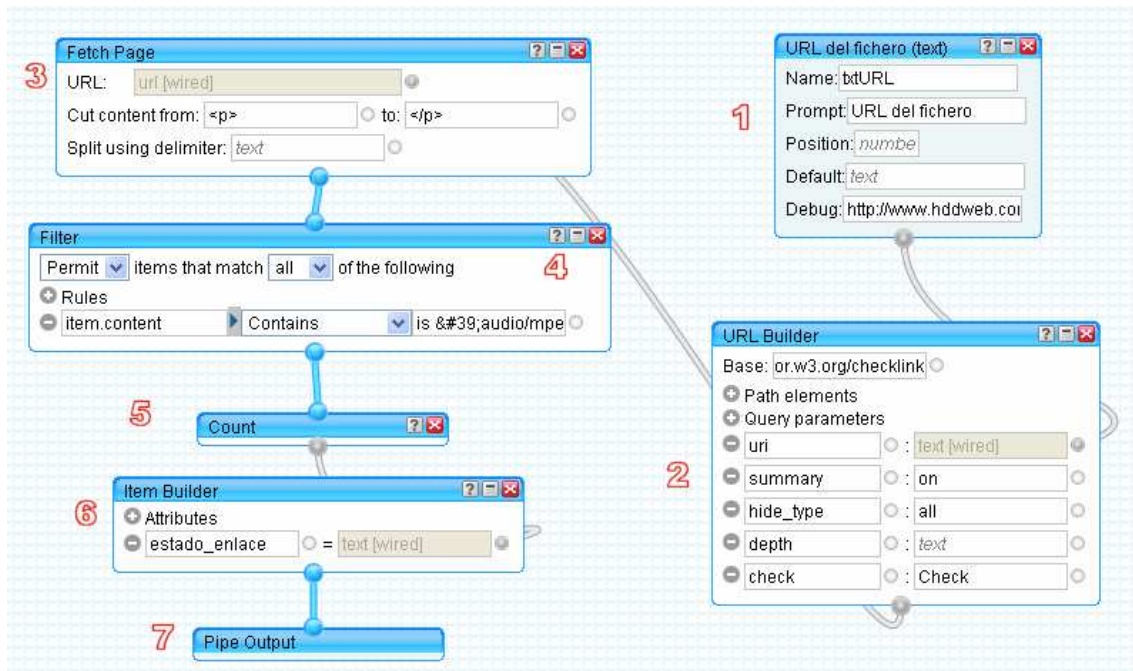 3
Fetch Page
URL: url [wired]
Cut content from: <p> to: </p>
Split using delimiter: text
Filter
4
Permit items that match all of the following
Rules
item.content Contains is &#39;audio/mpe
5
Count
6
Item Builder
Attributes
estado_enlace = text [wired]
7
Pipe Output
1
URL del fichero (text)
Name: txtURL
Prompt: URL del fichero
Position: numbe
Default: text
Debug: http://www.hddweb.com
2
URL Builder
Base: or.w3.org/checklink
Path elements
Query parameters
uri : text [wired]
summary : on
hide_type : all
depth : text
check : Check